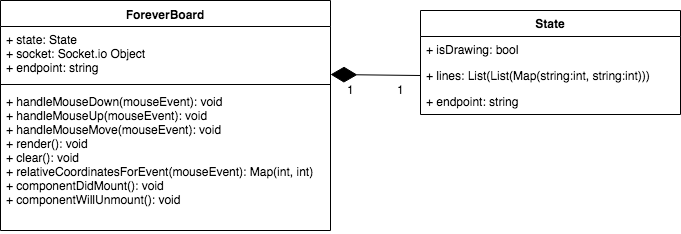 ForeverBoard
+ state: State
+ socket: Socket.io Object
+ endpoint: string
+ handleMouseDown(mouseEvent): void
+ handleMouseUp(mouseEvent): void
+ handleMouseMove(mouseEvent): void
+ render(): void
+ clear(): void
+ relativeCoordinatesForEvent(mouseEvent): Map(int, int)
+ componentDidMount(): void
+ componentWillUnmount(): void
1 1
State
+ isDrawing: bool
+ lines: List(List(Map(string:int, string:int)))
+ endpoint: string